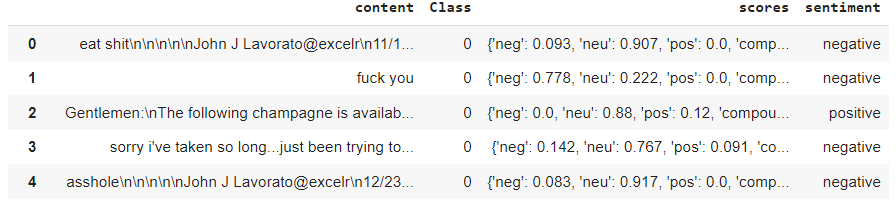 content Class scores sentiment
0 eat shit\n\n\n\n\nJohn J Lavorato@excelr\n11/1... 0 {'neg': 0.093, 'neu': 0.907, 'pos': 0.0, 'comp... negative
1 fuck you 0 {'neg': 0.778, 'neu': 0.222, 'pos': 0.0, 'comp... negative
2 Gentlemen:\nThe following champagne is availab... 0 {'neg': 0.0, 'neu': 0.88, 'pos': 0.12, 'compou... positive
3 sorry i've taken so long...just been trying to... 0 {'neg': 0.142, 'neu': 0.767, 'pos': 0.091, 'co... negative
4 asshole\n\n\n\n\nJohn J Lavorato@excelr\n12/23... 0 {'neg': 0.083, 'neu': 0.917, 'pos': 0.0, 'comp... negative